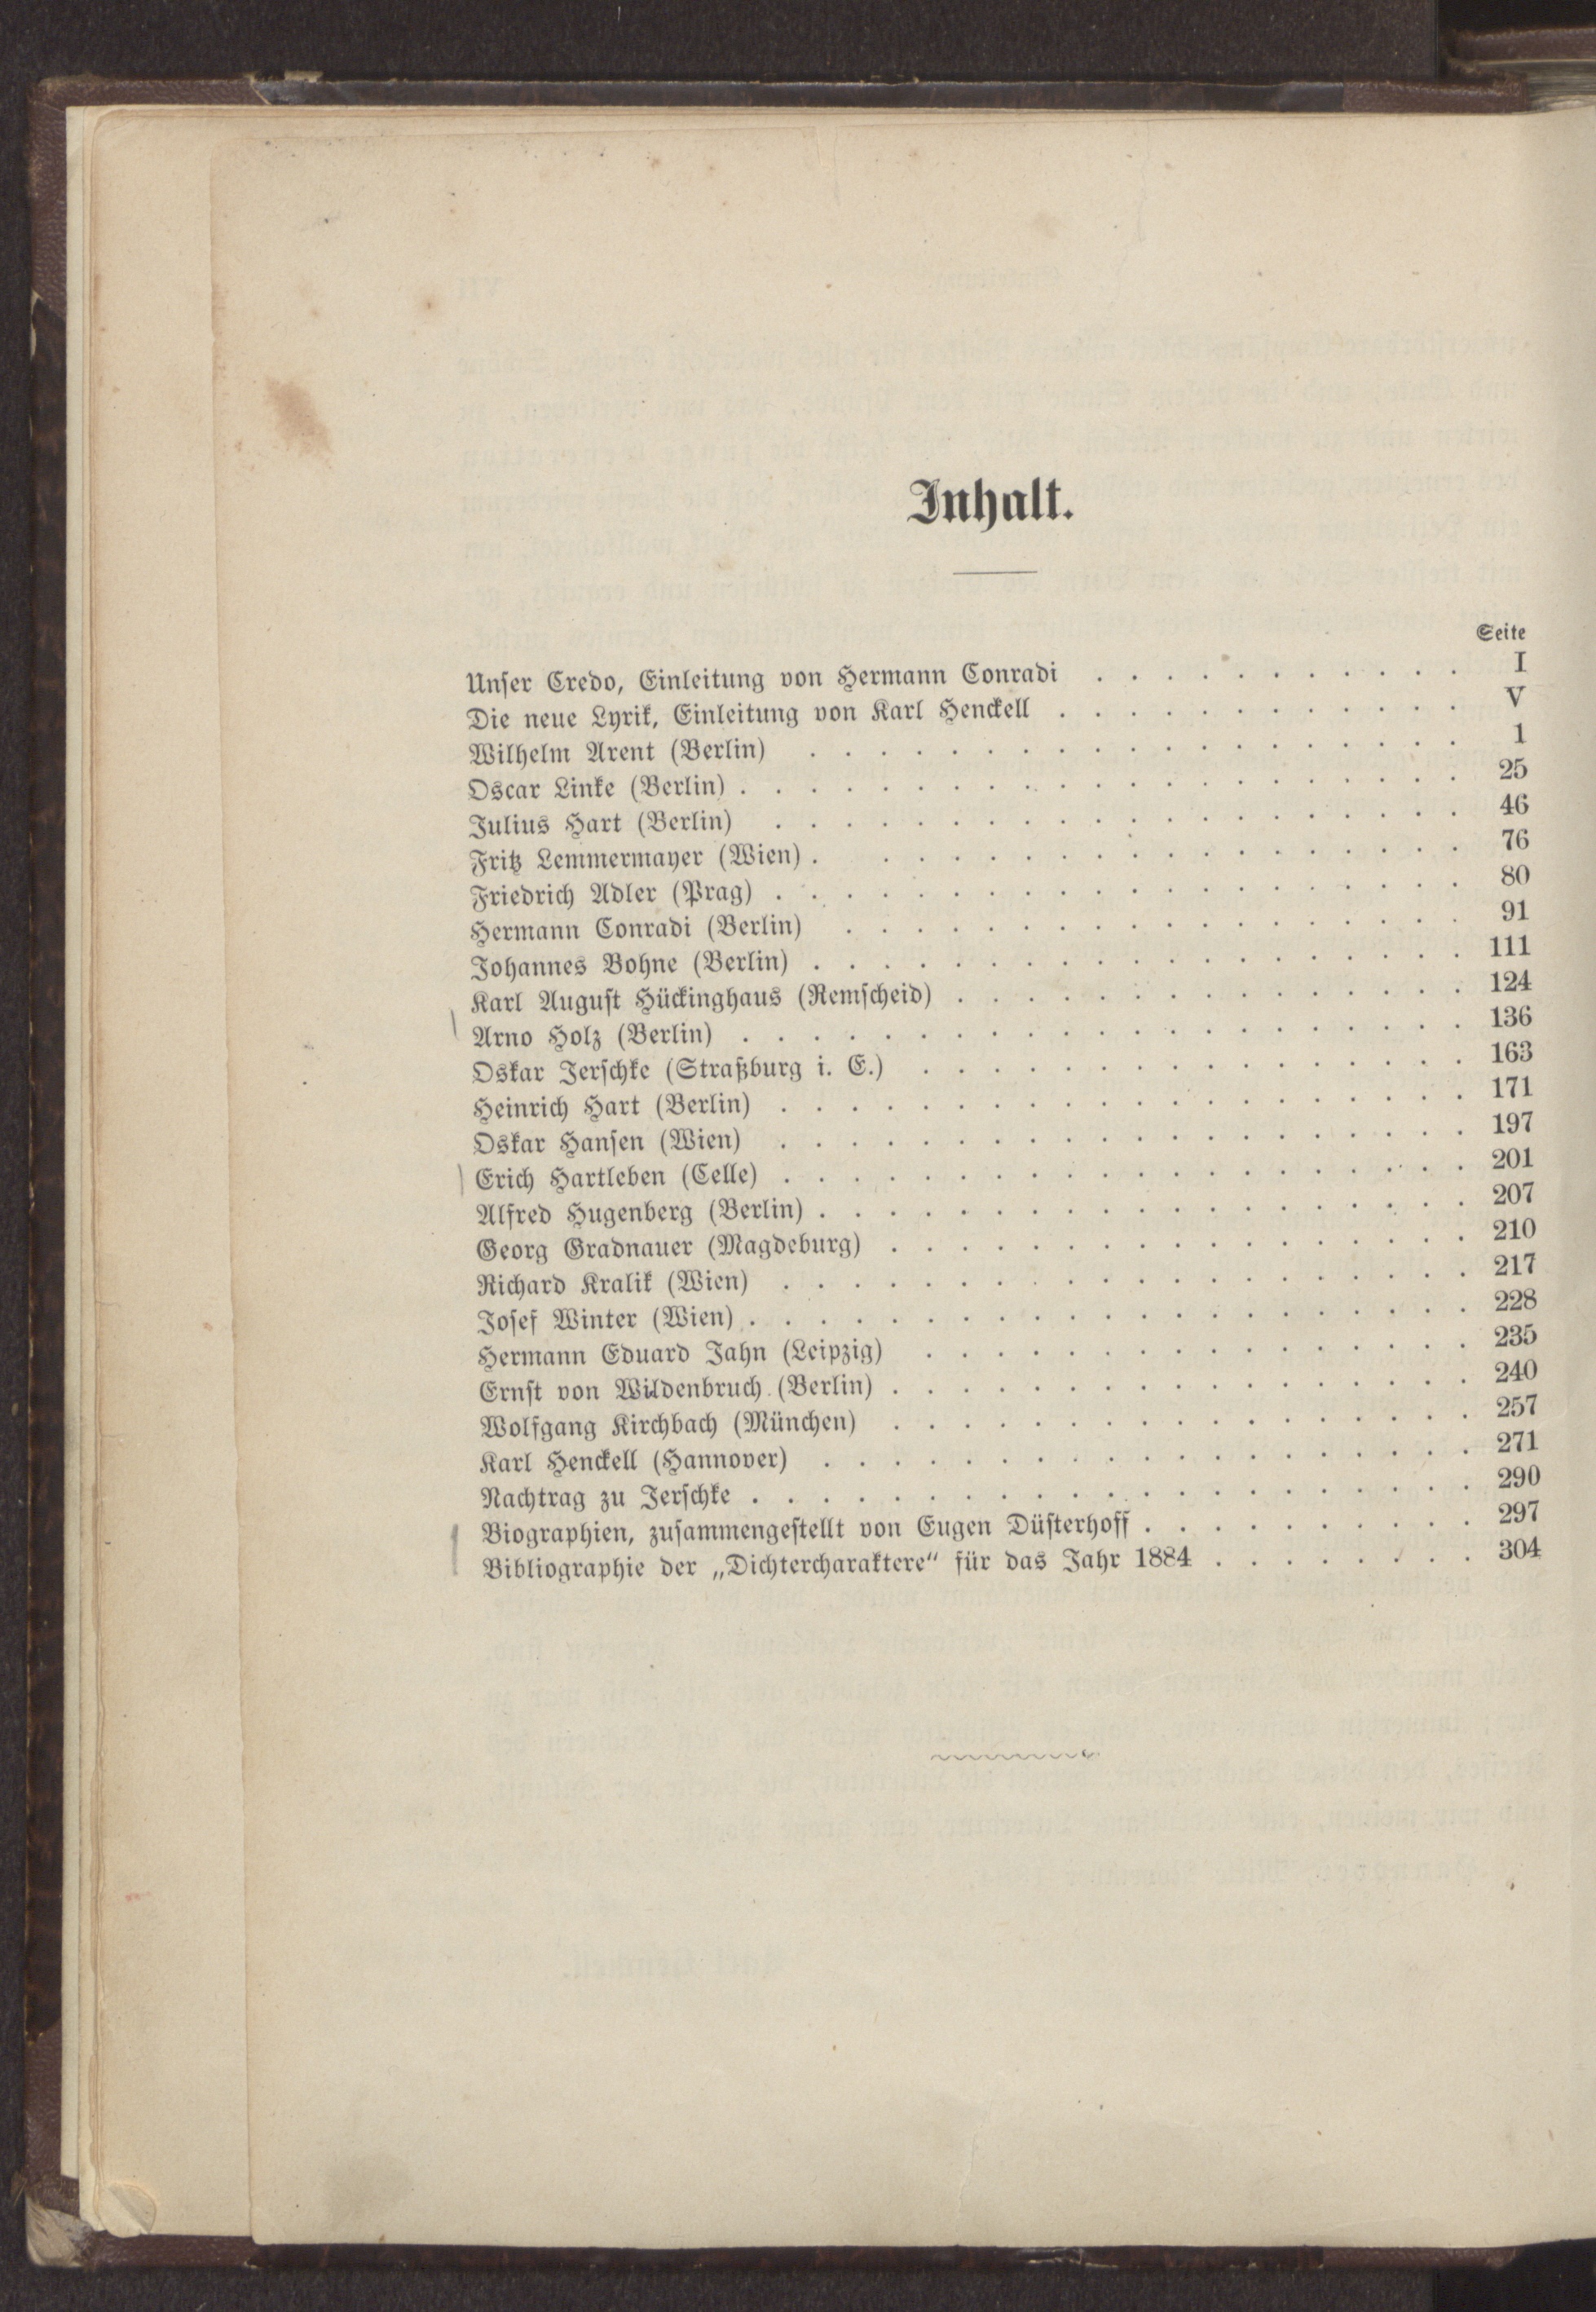 Inhalt.
Seite
Unser Credo, Einleitung von Hermann Conradi . . . . . . . . . . . I
Die neue Lyrik, Einleitung von Karl Henckell . . . . . . . . . . . . V
Wilhelm Arent (Berlin) . . . . . . . . . . . . . . . . . . . 1
Oscar Linke (Berlin) . . . . . . . . . . . . . . . . . . . . . 25
Julius Hart (Berlin) . . . . . . . . . . . . . . . . . . . . 46
Fritz Lemmermayer (Wien) . . . . . . . . . . . . . . . . . . 76
Friedrich Adler (Prag) . . . . . . . . . . . . . . . . . . . . 80
Hermann Conradi (Berlin) . . . . . . . . . . . . . . . . . . 91
Johannes Bohne (Berlin) . . . . . . . . . . . . . . . . . . . 111
Karl August Hückinghaus (Remscheid) . . . . . . . . . . . . . . . 124
Arno Holz (Berlin) . . . . . . . . . . . . . . . . . . . . . 136
Oskar Jerschke (Straßburg i. E.) . . . . . . . . . . . . . . . . 163
Heinrich Hart (Berlin) . . . . . . . . . . . . . . . . . . . . 171
Oskar Hansen (Wien) . . . . . . . . . . . . . . . . . . . . 197
Erich Hartleben (Celle) . . . . . . . . . . . . . . . . . . . . 201
Alfred Hugenberg (Berlin) . . . . . . . . . . . . . . . . . . . 207
Georg Gradnauer (Magdeburg) . . . . . . . . . . . . . . . . . 210
Richard Kralik (Wien) . . . . . . . . . . . . . . . . . . . . 217
Josef Winter (Wien) . . . . . . . . . . . . . . . . . . . . . 228
Hermann Eduard Jahn (Leipzig) . . . . . . . . . . . . . . . . 235
Ernst von Wildenbruch (Berlin) . . . . . . . . . . . . . . . . . 240
Wolfgang Kirchbach (München) . . . . . . . . . . . . . . . . . 257
Karl Henckell (Hannover) . . . . . . . . . . . . . . . . . . . 271
Nachtrag zu Jerschke . . . . . . . . . . . . . . . . . . . . . 290
Biographien, zusammengestellt von Eugen Düsterhoff . . . . . . . . . . 297
Bibliographie der „Dichtercharaktere“ für das Jahr 1884 . . . . . . . . 304